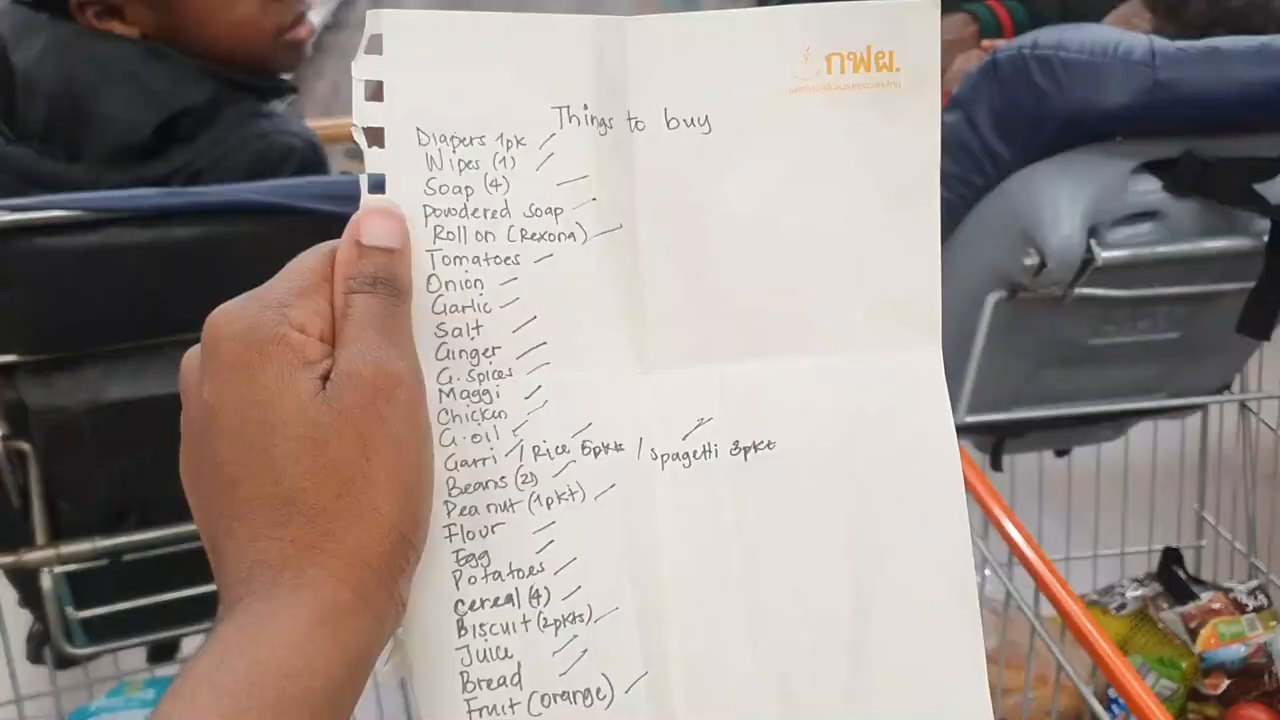 กฟผ.
Things to buy
Diapers 1pk
Wipes (1)
Soap (4)
Powdered soap
Roll on (Rexona)
Tomatoes
Onion
Garlic
Salt
Ginger
G. Spices
Maggi
Chicken
G. oil
Garri / Rice 5pkts / spagetti 3pkt
Beans (2)
Pea nut (1pkt)
Flour
Egg
Potatoes
cereal (4)
Biscuit (2pkts)
Juice
Bread
Fruit (orange)